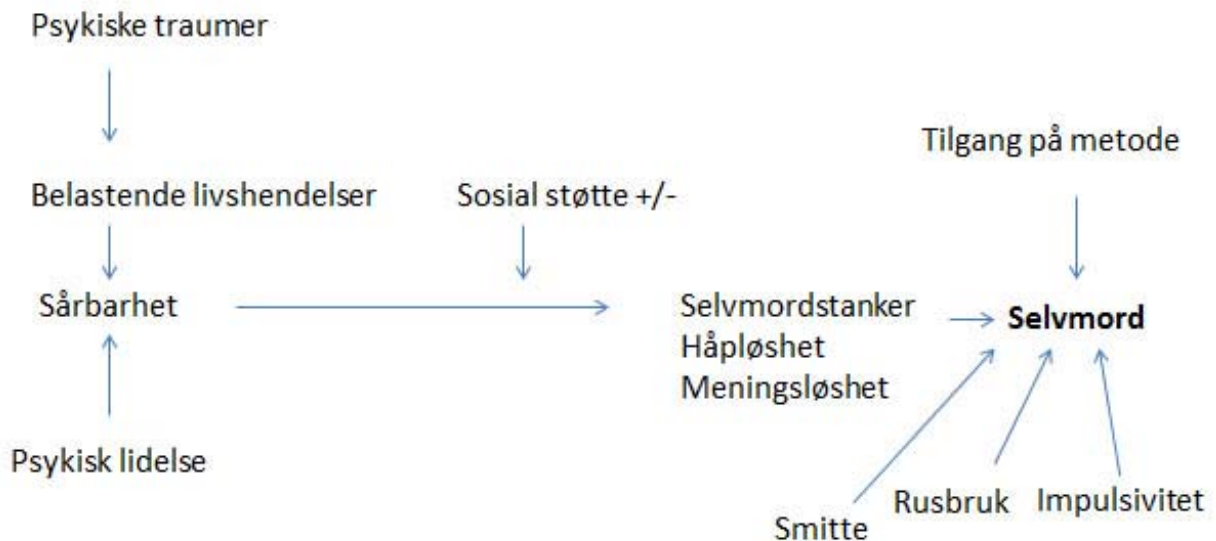 Psykiske traumer
Tilgang på metode
Belastende livshendelser
Sosial støtte +/-
Sårbarhet
Selvmordstanker
Håpløshet
Meningsløshet
Selvmord
Psykisk lidelse
Smitte
Rusbruk
Impulsivitet